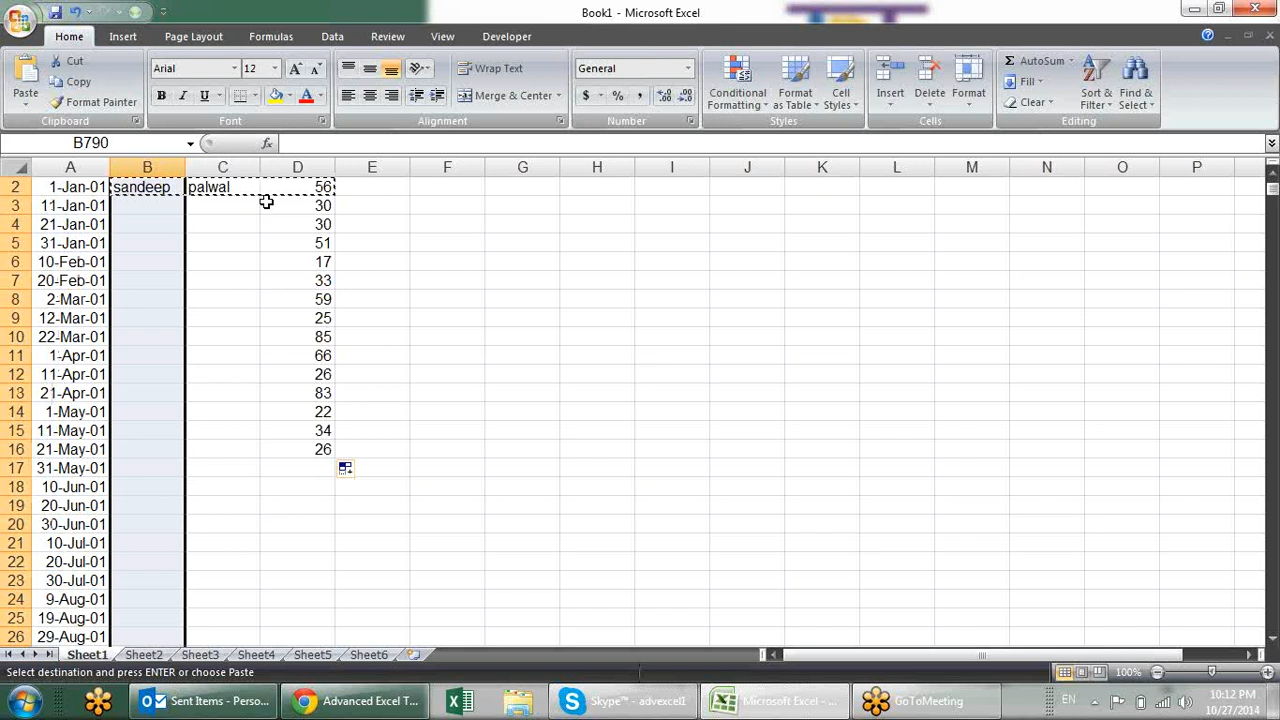 Book1 - Microsoft Excel
Home Insert Page Layout Formulas Data Review View Developer
Paste
Cut
Copy
Format Painter
Clipboard
Arial 12
B I U
Font
Wrap Text
Merge & Center
Alignment
General
$ % ,
Number
Conditional Formatting
Format as Table
Cell Styles
Styles
Insert
Delete
Format
Cells
AutoSum
Fill
Clear
Sort & Filter
Find & Select
Editing
B790 fx
A B C D E F G H I J K L M N O P
2 1-Jan-01 sandeep palwal 56
3 11-Jan-01 30
4 21-Jan-01 30
5 31-Jan-01 51
6 10-Feb-01 17
7 20-Feb-01 33
8 2-Mar-01 59
9 12-Mar-01 25
10 22-Mar-01 85
11 1-Apr-01 66
12 11-Apr-01 26
13 21-Apr-01 83
14 1-May-01 22
15 11-May-01 34
16 21-May-01 26
17 31-May-01
18 10-Jun-01
19 20-Jun-01
20 30-Jun-01
21 10-Jul-01
22 20-Jul-01
23 30-Jul-01
24 9-Aug-01
25 19-Aug-01
26 29-Aug-01
Sheet1 Sheet2 Sheet3 Sheet4 Sheet5 Sheet6
Select destination and press ENTER or choose Paste 100%
Sent Items - Perso... Advanced Excel T... Skype™ - advexcel1 Microsoft Excel - ... GoToMeeting EN 10:12 PM
10/27/2014